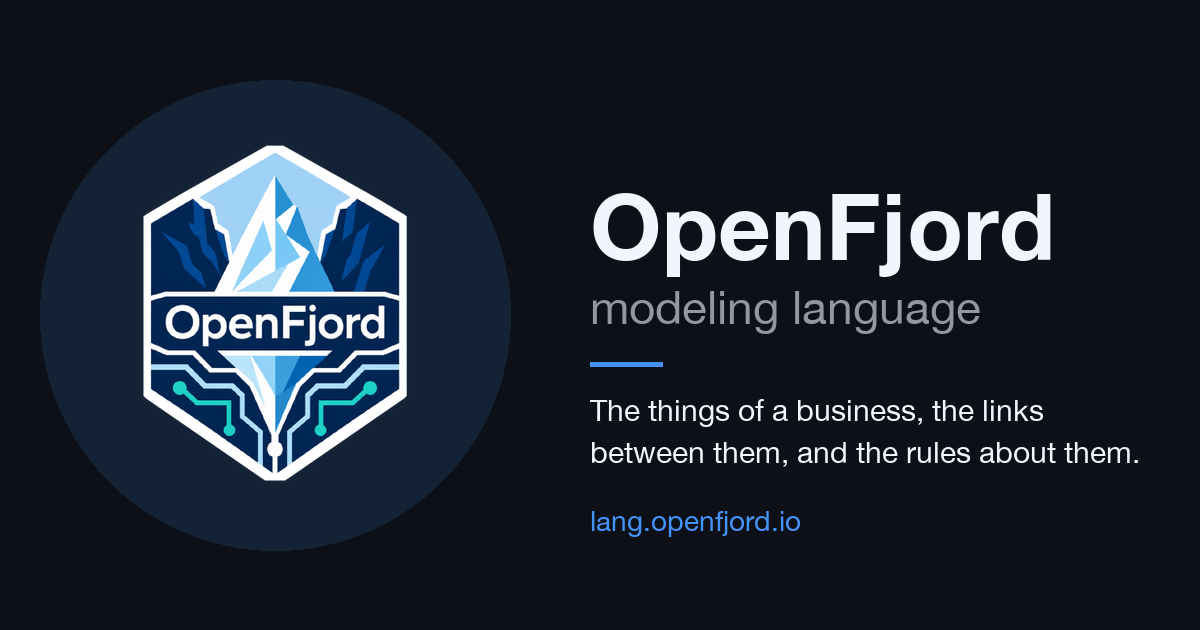 OpenFjord
OpenFjord
modeling language
The things of a business, the links
between them, and the rules about them.
lang.openfjord.io